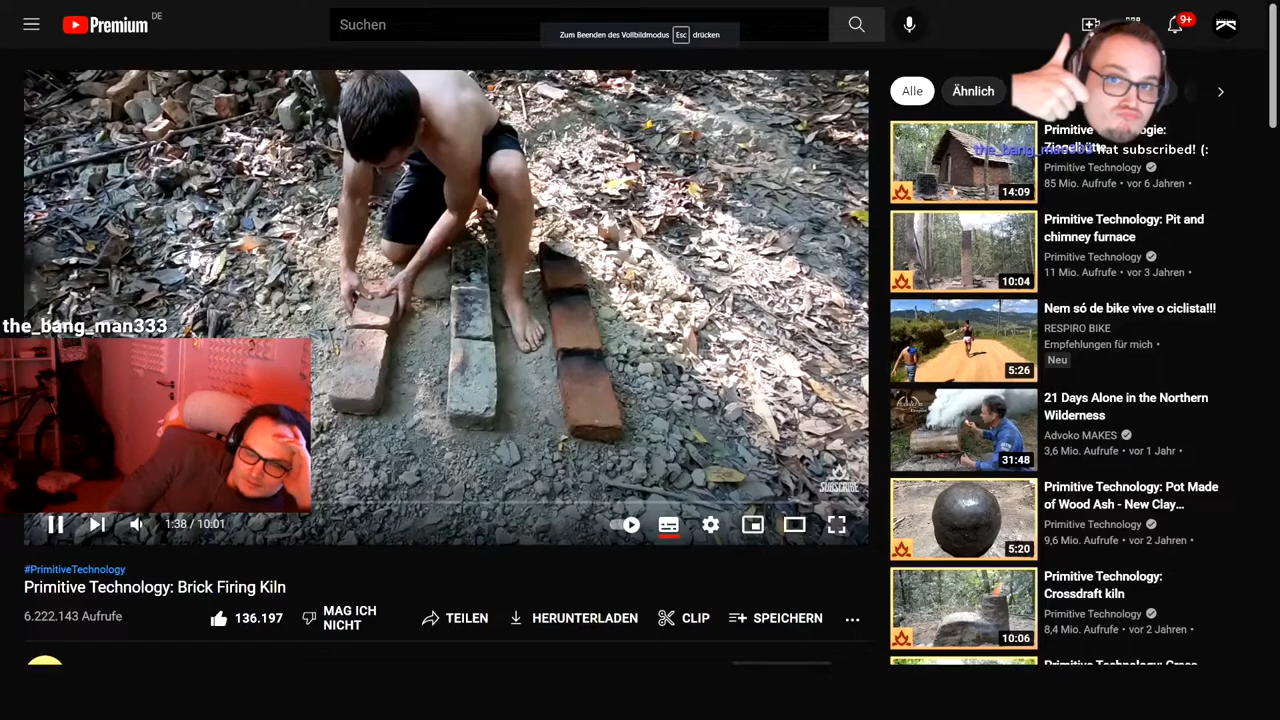 Premium DE
Suchen
Zum Beenden des Vollbildmodus Esc drücken
9+
Alle
Ähnlich
the_bang_man333 hat subscribed! (:
14:09
Primitive Technology
85 Mio. Aufrufe • vor 6 Jahren •
10:04
Primitive Technology: Pit and
chimney furnace
Primitive Technology
11 Mio. Aufrufe • vor 3 Jahren •
5:26
Nem só de bike vive o ciclista!!!
RESPIRO BIKE
Empfehlungen für mich •
Neu
31:48
21 Days Alone in the Northern
Wilderness
Advoko MAKES
3,6 Mio. Aufrufe • vor 1 Jahr •
5:20
Primitive Technology: Pot Made
of Wood Ash - New Clay…
Primitive Technology
9,6 Mio. Aufrufe • vor 2 Jahren •
10:06
Primitive Technology:
Crossdraft kiln
Primitive Technology
8,4 Mio. Aufrufe • vor 2 Jahren •
the_bang_man333
SUBSCRIBE
1:38 / 10:01
#PrimitiveTechnology
Primitive Technology: Brick Firing Kiln
6.222.143 Aufrufe
136.197
MAG ICH
NICHT
TEILEN
HERUNTERLADEN
CLIP
SPEICHERN